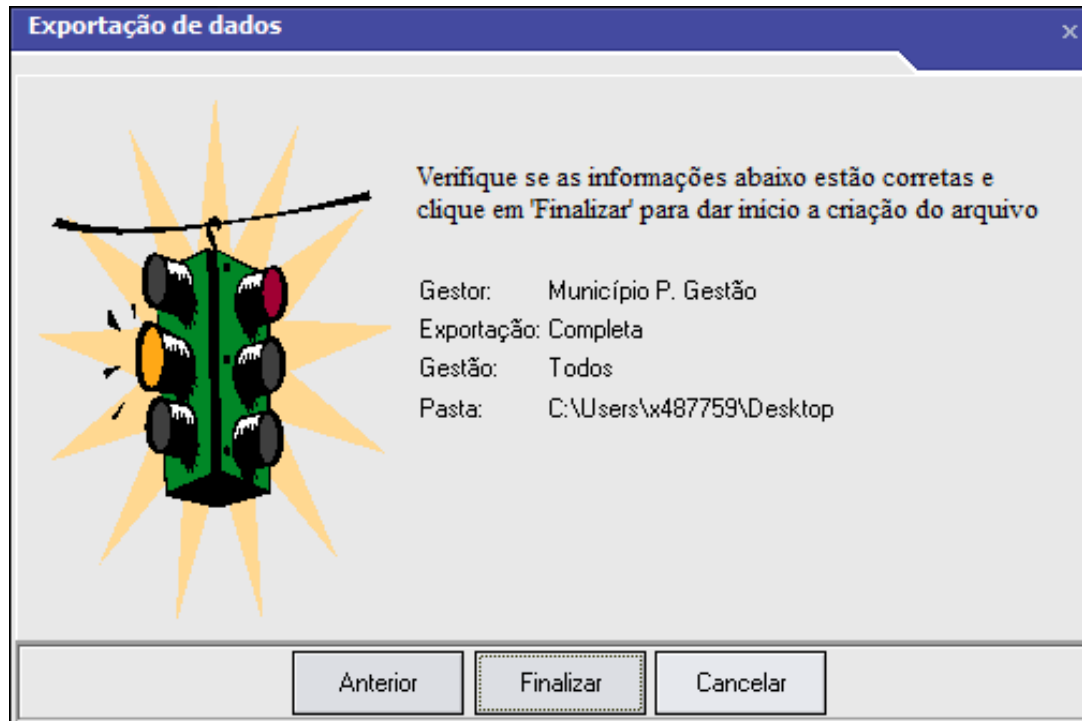 Exportação de dados
Verifique se as informações abaixo estão corretas e
clique em 'Finalizar' para dar inicio a criação do arquivo
Gestor: Município P. Gestão
Exportação: Completa
Gestão: Todos
Pasta: C:\Users\x487759\Desktop
Anterior Finalizar Cancelar